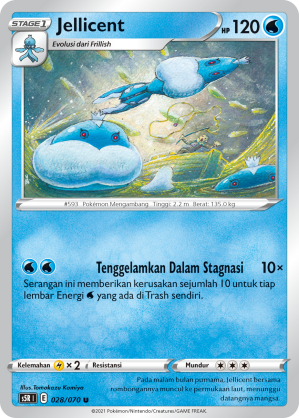 STAGE 1 Jellicent HP 120
Evolusi dari Frillish
#593 Pokémon Mengambang Tinggi: 2.2 m Berat: 135.0 kg
Tenggelamkan Dalam Stagnasi 10×
Serangan ini memberikan kerusakan sejumlah 10 untuk tiap
lembar Energi yang ada di Trash sendiri.
Kelemahan × 2 Resistansi Mundur
Illus. Tomokazu Komiya
Pada malam bulan purnama, Jellicent bersama
rombongannya muncul ke permukaan laut, menunggu
datangnya mangsa.
s5R I E 028/070 U
©2021 Pokémon/Nintendo/Creatures/GAME FREAK.